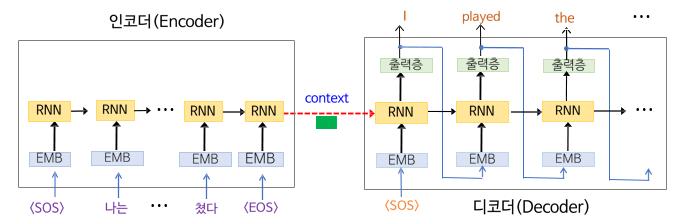 인코더(Encoder)
I played the ...
출력층 출력층 출력층
RNN RNN ... RNN RNN
context
RNN RNN RNN ...
EMB EMB EMB EMB
EMB EMB EMB
<SOS> 나는 ... 쳤다 <EOS>
<SOS>
디코더(Decoder)